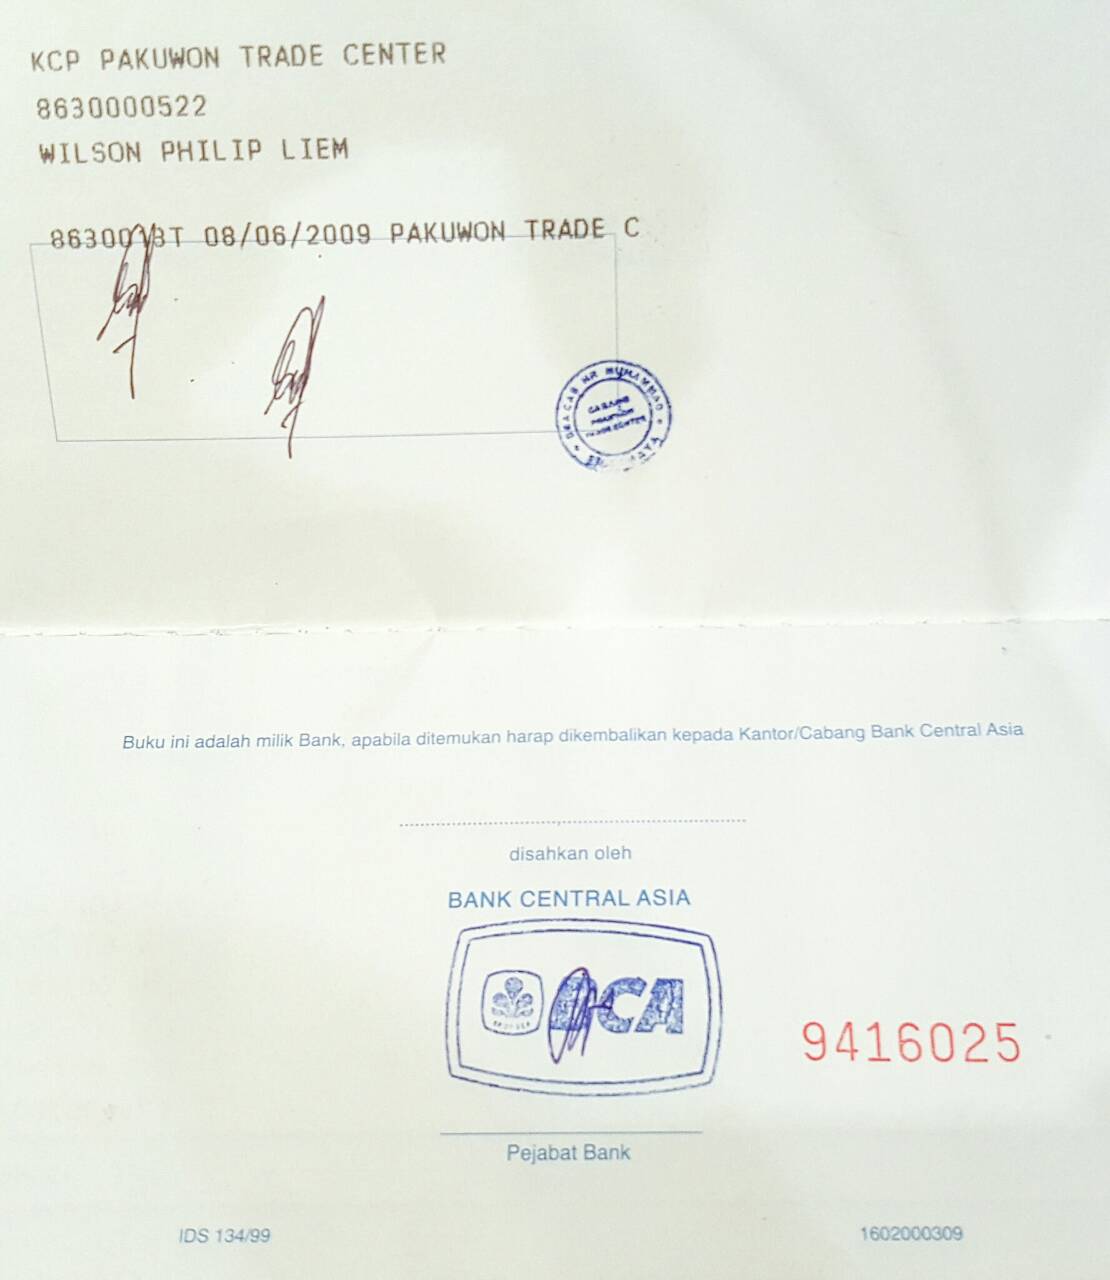 KCP PAKUWON TRADE CENTER
8630000522
WILSON PHILIP LIEM
08/06/2009 PAKUWON TRADE C
MUHAMMAD
Buku ini adalah milik Bank, apabila ditemukan harap dikembalikan kepada Kantor/Cabang Bank Central Asia
disahkan oleh
BANK CENTRAL ASIA
BCA
9416025
Pejabat Bank
IDS 134/99
1602000309